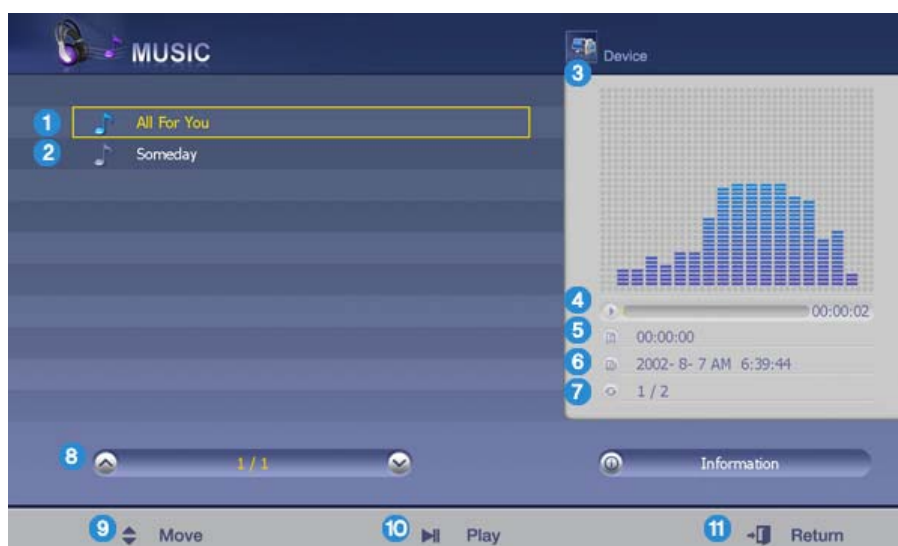 MUSIC
Device
3
1 All For You
2 Someday
4 00:00:02
5 00:00:00
6 2002- 8- 7 AM 6:39:44
7 1 / 2
8 1 / 1
Information
9 Move
10 Play
11 Return